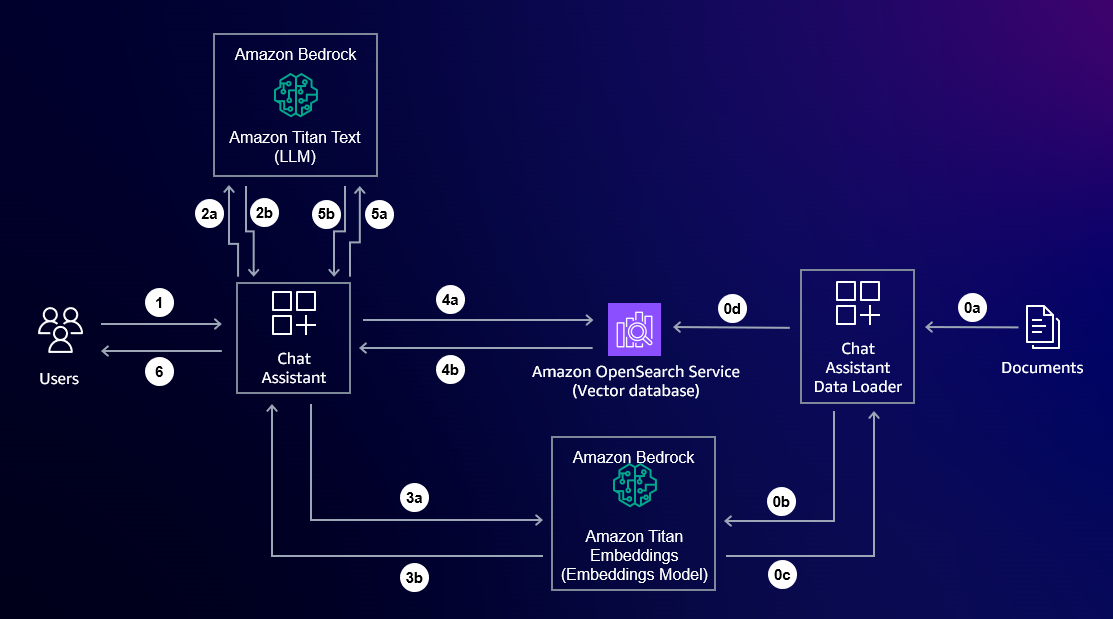 Amazon Bedrock
Amazon Titan Text
(LLM)
2a
2b
5b
5a
1
6
Users
Chat
Assistant
4a
4b
Amazon OpenSearch Service
(Vector database)
0d
Chat
Assistant
Data Loader
0a
Documents
3a
3b
Amazon Bedrock
Amazon Titan
Embeddings
(Embeddings Model)
0b
0c